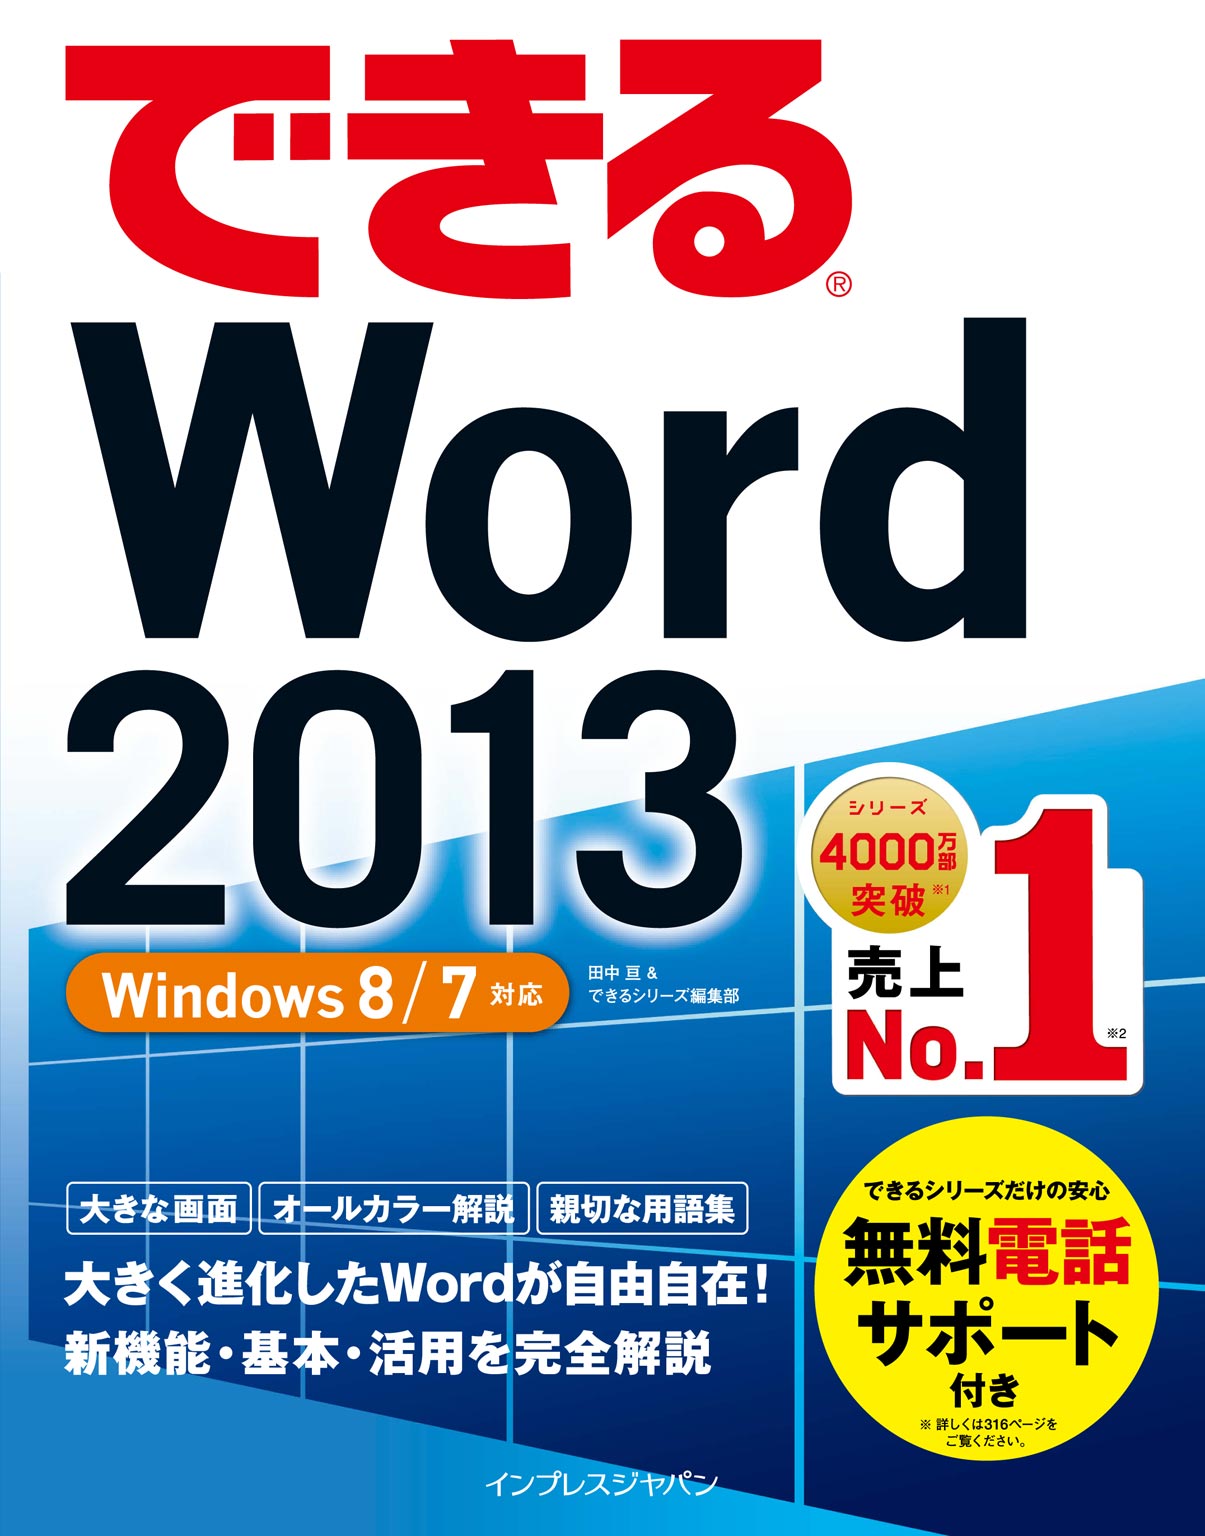 できる®
Word
2013
Windows 8/7 対応
田中 亘 &
できるシリーズ編集部
シリーズ
4000万部
突破※1
売上
No.1※2
できるシリーズだけの安心
無料電話
サポート
付き
※ 詳しくは316ページを
ご覧ください。
大きな画面 オールカラー解説 親切な用語集
大きく進化したWordが自由自在!
新機能・基本・活用を完全解説
インプレスジャパン